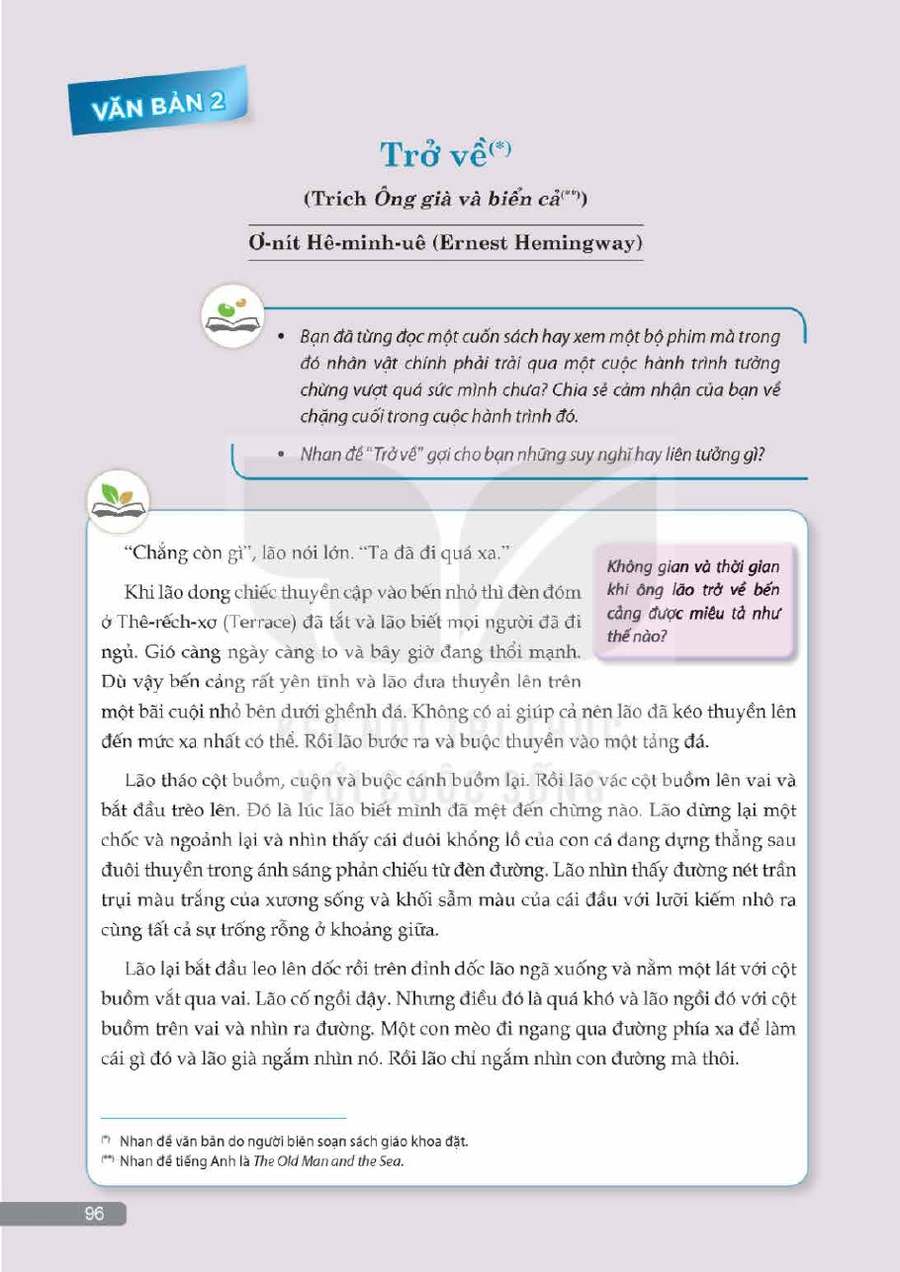 VĂN BẢN 2
Trở về(*)
(Trích Ông già và biển cả(**))
Ơ-nít Hê-minh-uê (Ernest Hemingway)
• Bạn đã từng đọc một cuốn sách hay xem một bộ phim mà trong
đó nhân vật chính phải trải qua một cuộc hành trình tưởng
chừng vượt quá sức mình chưa? Chia sẻ cảm nhận của bạn về
chặng cuối trong cuộc hành trình đó.
• Nhan đề "Trở về" gợi cho bạn những suy nghĩ hay liên tưởng gì?
"Chẳng còn gì", lão nói lớn. "Ta đã đi quá xa."
Khi lão dong chiếc thuyền cập vào bến nhỏ thì đèn đóm
ở Thê-rếch-xơ (Terrace) đã tắt và lão biết mọi người đã đi
ngủ. Gió càng ngày càng to và bây giờ đang thổi mạnh.
Dù vậy bến cảng rất yên tĩnh và lão đưa thuyền lên trên
một bãi cuội nhỏ bên dưới ghềnh đá. Không có ai giúp cả nên lão đã kéo thuyền lên
đến mức xa nhất có thể. Rồi lão bước ra và buộc thuyền vào một tảng đá.
Không gian và thời gian
khi ông lão trở về bến
cảng được miêu tả như
thế nào?
Lão tháo cột buồm, cuộn và buộc cánh buồm lại. Rồi lão vác cột buồm lên vai và
bắt đầu trèo lên. Đó là lúc lão biết mình đã mệt đến chừng nào. Lão dừng lại một
chốc và ngoảnh lại và nhìn thấy cái đuôi khổng lồ của con cá đang dựng thẳng sau
đuôi thuyền trong ánh sáng phản chiếu từ đèn đường. Lão nhìn thấy đường nét trần
trụi màu trắng của xương sống và khối sẫm màu của cái đầu với lưỡi kiếm nhô ra
cùng tất cả sự trống rỗng ở khoảng giữa.
Lão lại bắt đầu leo lên dốc rồi trên đỉnh dốc lão ngã xuống và nằm một lát với cột
buồm vắt qua vai. Lão cố ngồi dậy. Nhưng điều đó là quá khó và lão ngồi đó với cột
buồm trên vai và nhìn ra đường. Một con mèo đi ngang qua đường phía xa để làm
cái gì đó và lão già ngắm nhìn nó. Rồi lão chỉ ngắm nhìn con đường mà thôi.
(*) Nhan đề văn bản do người biên soạn sách giáo khoa đặt.
(**) Nhan đề tiếng Anh là The Old Man and the Sea.
96
KẾT NỐI TRI THỨC
VỚI CUỘC SỐNG